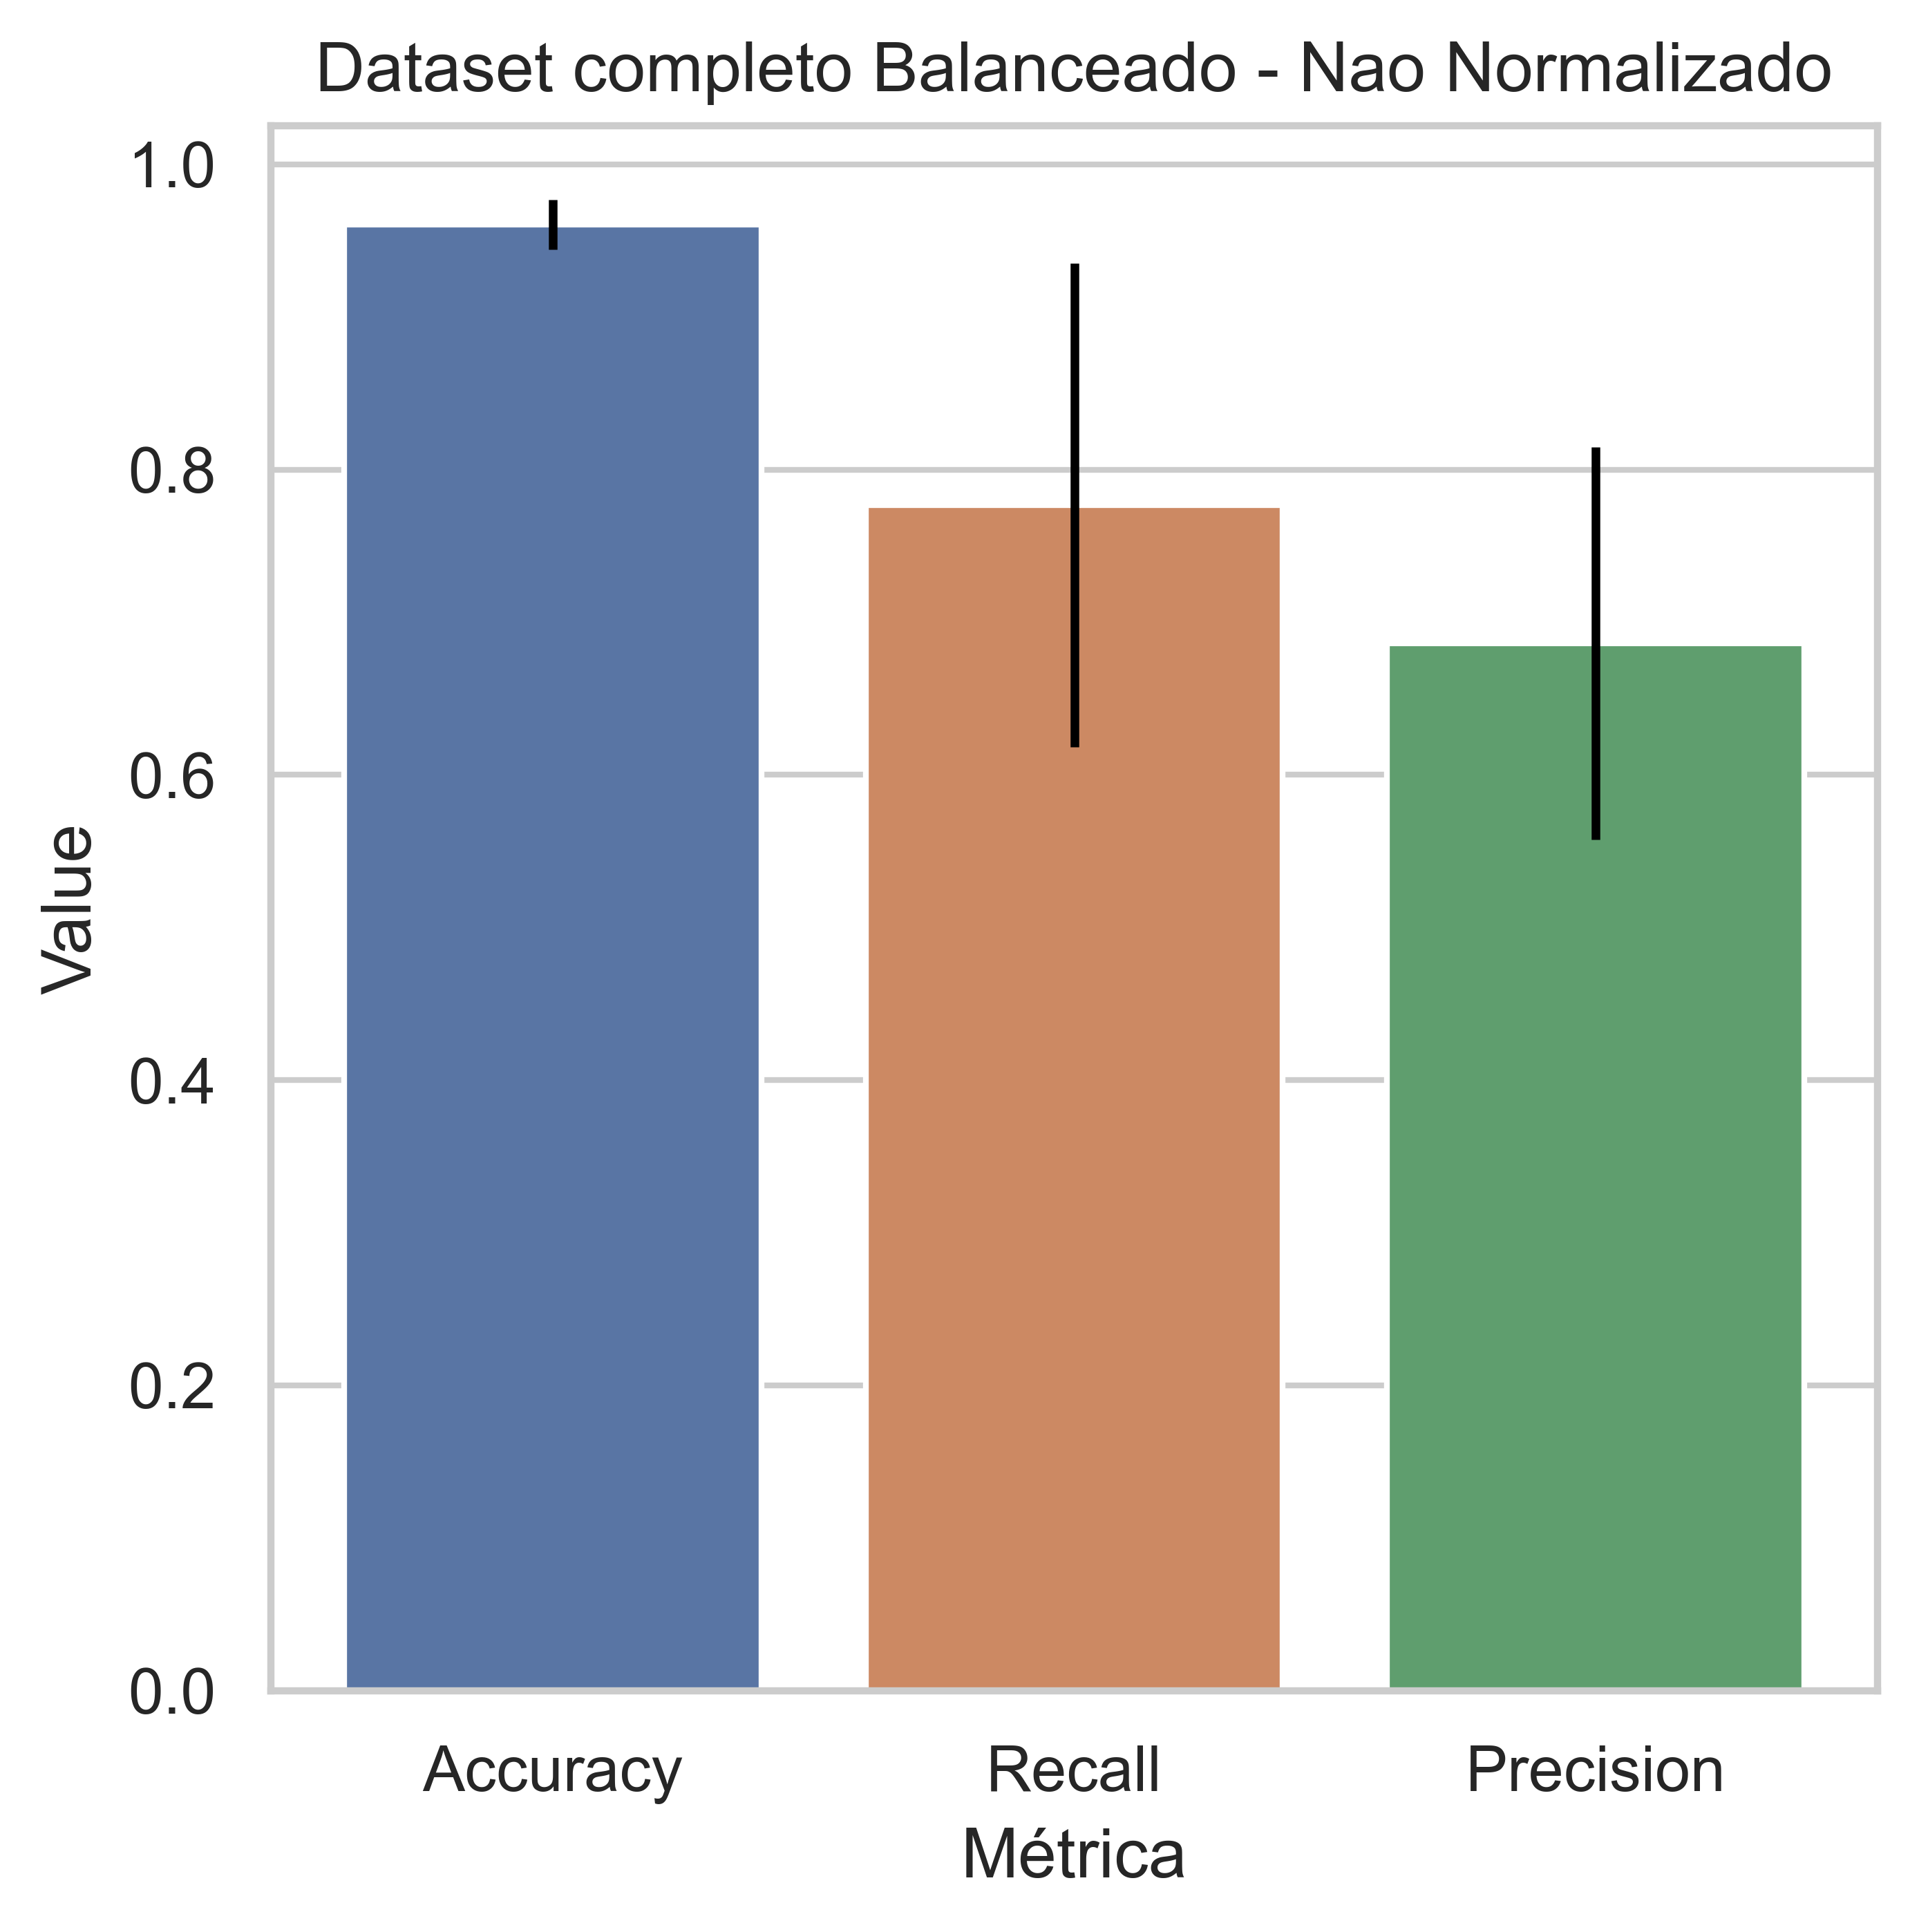 Dataset completo Balanceado - Nao Normalizado
1.0
0.8
0.6
0.4
0.2
0.0
Value
Accuracy Recall Precision
Métrica